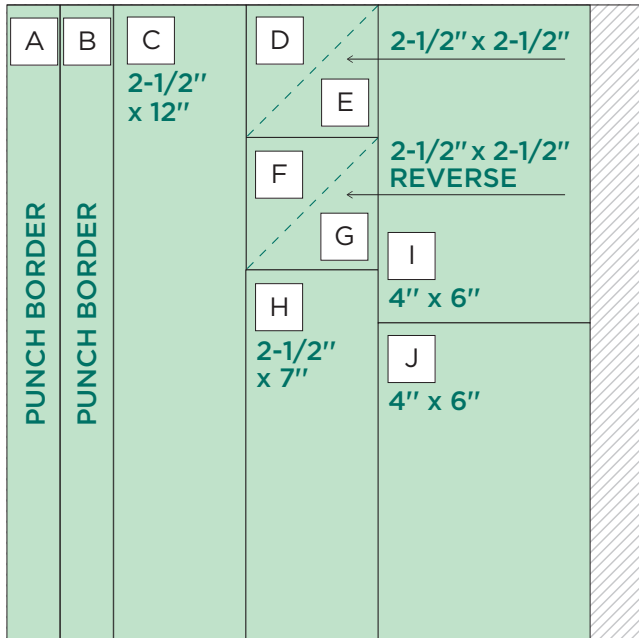 A
B
C
2-1/2" x 12"
PUNCH BORDER
PUNCH BORDER
D
E
2-1/2" x 2-1/2"
F
G
2-1/2" x 2-1/2"
REVERSE
H
2-1/2"
x 7"
I
4" x 6"
J
4" x 6"